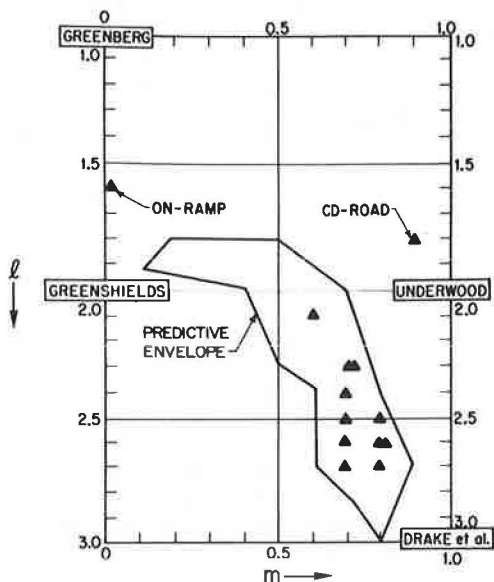 0 0.5 1.0
GREENBERG
1.0 1.0
1.5 1.5
ON-RAMP CD-ROAD
ℓ
GREENSHIELDS UNDERWOOD
2.0 2.0
PREDICTIVE
ENVELOPE
2.5 2.5
3.0 DRAKE et al. 3.0
0 0.5 1.0
m